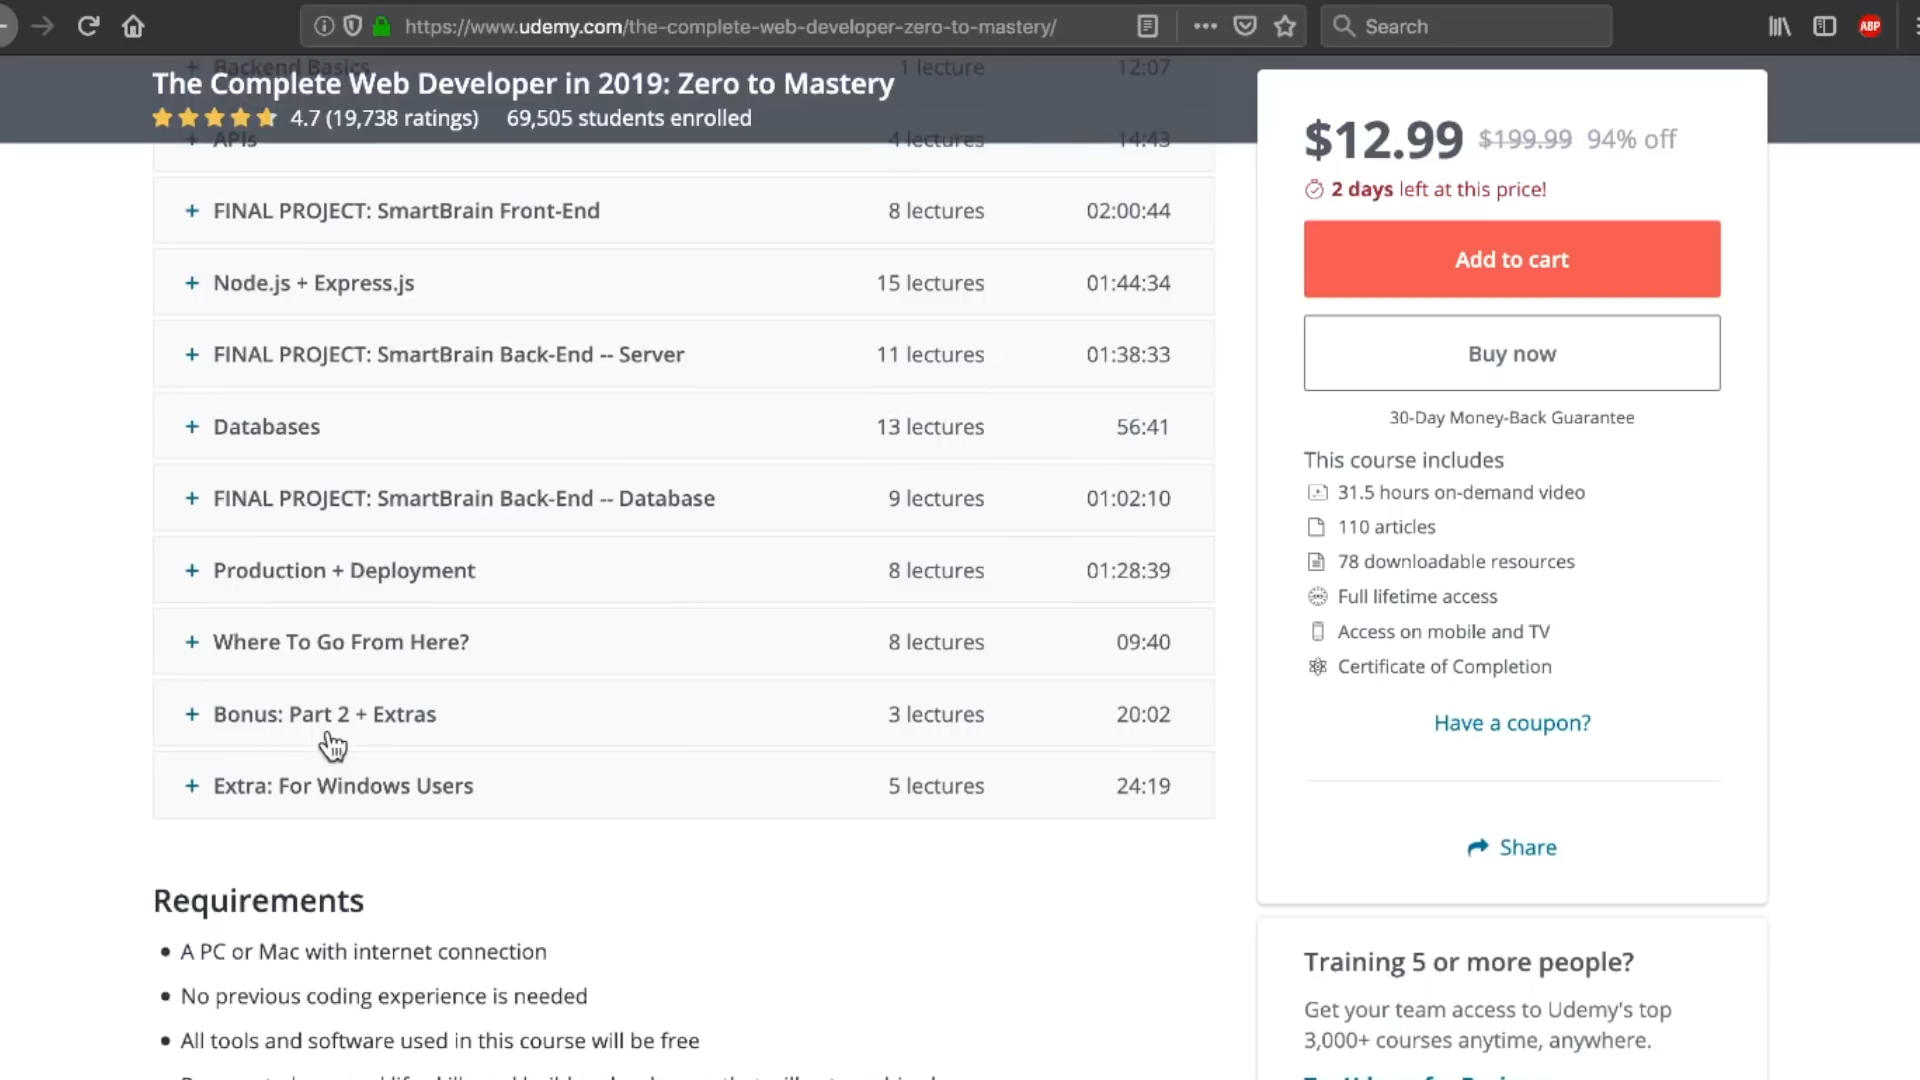 https://www.udemy.com/the-complete-web-developer-zero-to-mastery/
Search
ABP
Backend Basics 1 lecture 12:07
The Complete Web Developer in 2019: Zero to Mastery
4.7 (19,738 ratings) 69,505 students enrolled
APIs 4 lectures 14:43
+ FINAL PROJECT: SmartBrain Front-End 8 lectures 02:00:44
+ Node.js + Express.js 15 lectures 01:44:34
+ FINAL PROJECT: SmartBrain Back-End -- Server 11 lectures 01:38:33
+ Databases 13 lectures 56:41
+ FINAL PROJECT: SmartBrain Back-End -- Database 9 lectures 01:02:10
+ Production + Deployment 8 lectures 01:28:39
+ Where To Go From Here? 8 lectures 09:40
+ Bonus: Part 2 + Extras 3 lectures 20:02
+ Extra: For Windows Users 5 lectures 24:19
Requirements
• A PC or Mac with internet connection
• No previous coding experience is needed
• All tools and software used in this course will be free
$12.99 $199.99 94% off
2 days left at this price!
Add to cart
Buy now
30-Day Money-Back Guarantee
This course includes
31.5 hours on-demand video
110 articles
78 downloadable resources
Full lifetime access
Access on mobile and TV
Certificate of Completion
Have a coupon?
Share
Training 5 or more people?
Get your team access to Udemy's top
3,000+ courses anytime, anywhere.